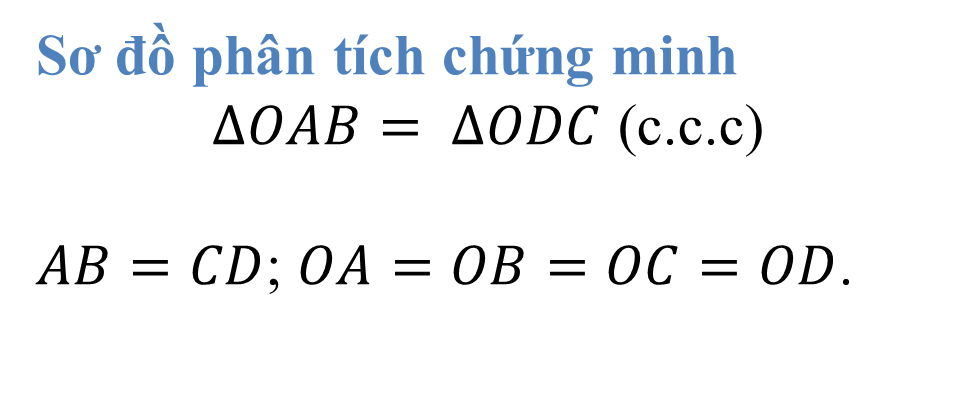 Sơ đồ phân tích chứng minh
ΔOAB = ΔODC (c.c.c)
AB = CD; OA = OB = OC = OD.